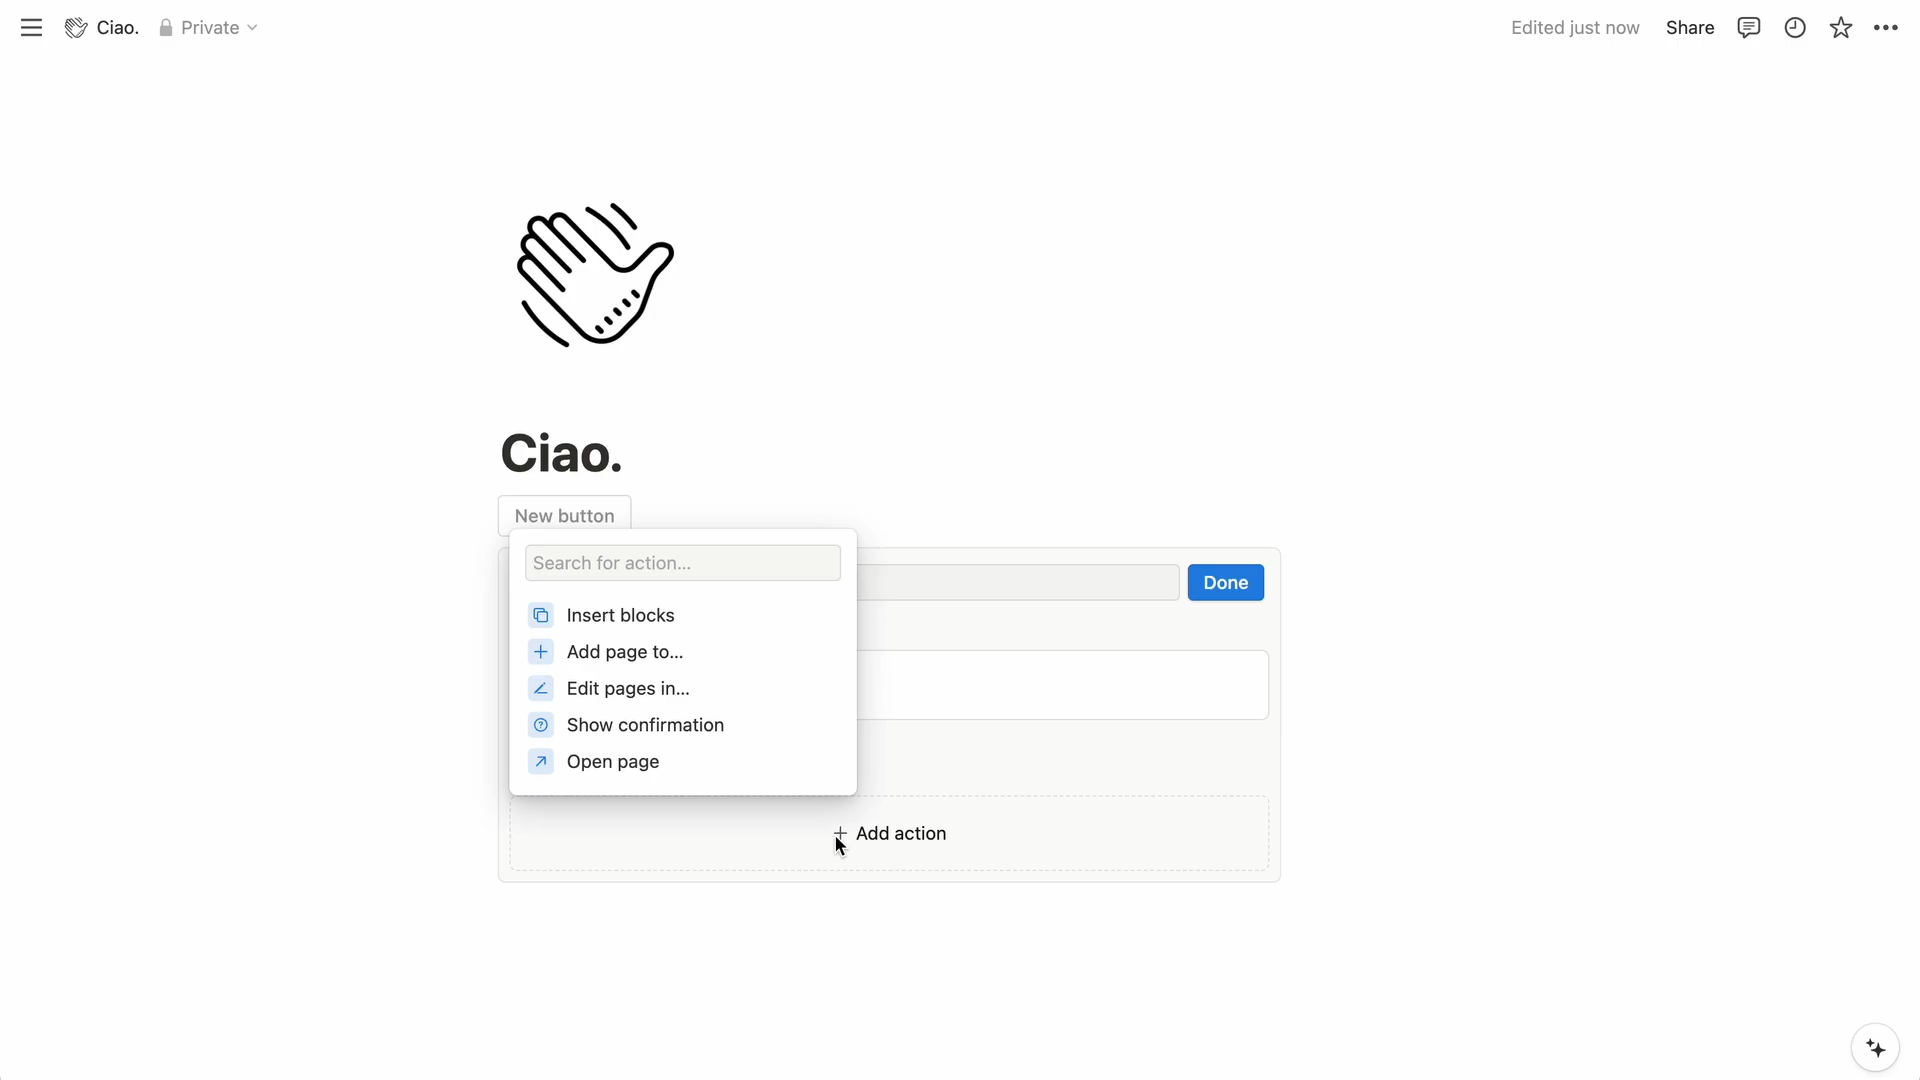 Ciao. Private Edited just now Share
Ciao.
New button
Search for action...
Done
Insert blocks
Add page to...
Edit pages in...
Show confirmation
Open page
Add action